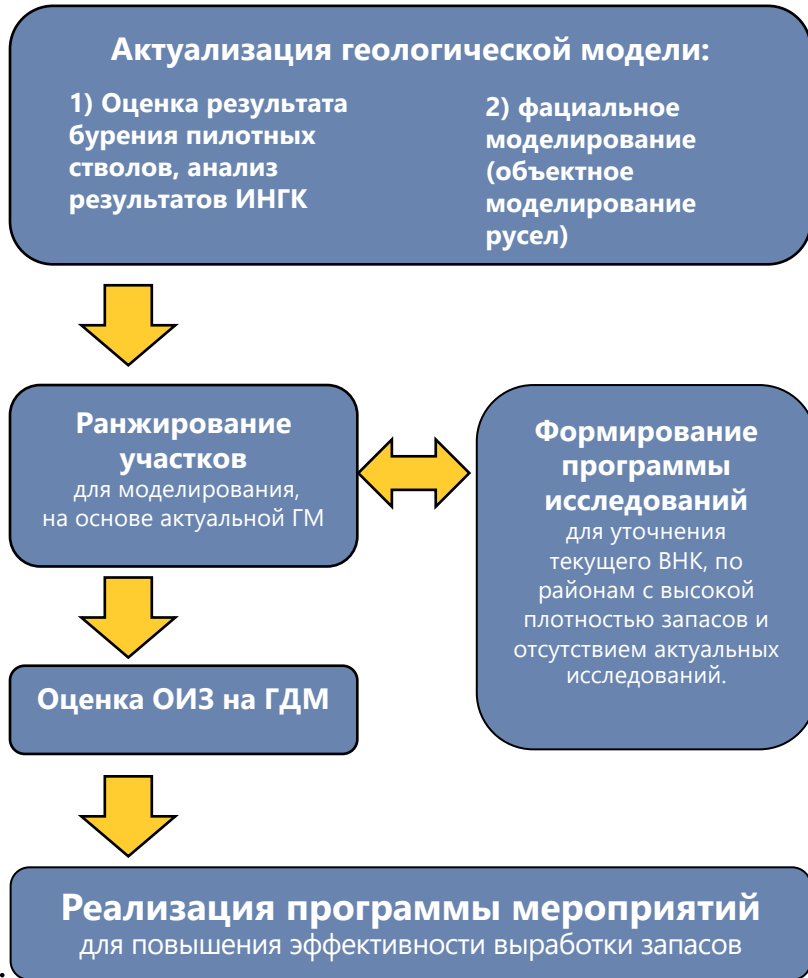 Актуализация геологической модели:
1) Оценка результата
бурения пилотных
стволов, анализ
результатов ИНГК
2) фациальное
моделирование
(объектное
моделирование
русел)
Ранжирование
участков
для моделирования,
на основе актуальной ГМ
Формирование
программы
исследований
для уточнения
текущего ВНК, по
районам с высокой
плотностью запасов и
отсутствием актуальных
исследований.
Оценка ОИЗ на ГДМ
Реализация программы мероприятий
для повышения эффективности выработки запасов
.